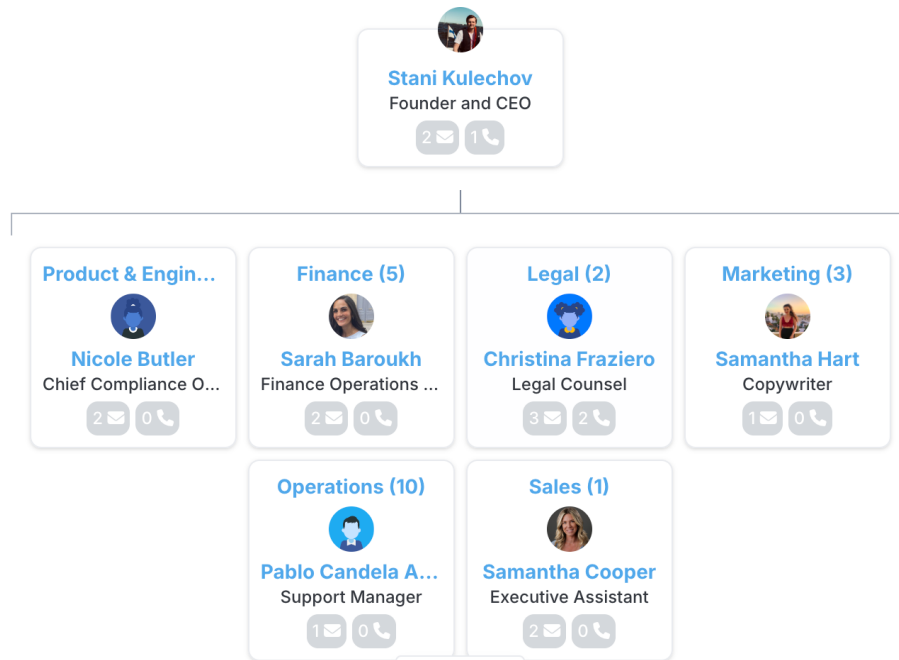 Stani Kulechov
Founder and CEO
2 1
Product & Engin...
Nicole Butler
Chief Compliance O...
2 0
Finance (5)
Sarah Baroukh
Finance Operations ...
2 0
Legal (2)
Christina Fraziero
Legal Counsel
3 2
Marketing (3)
Samantha Hart
Copywriter
1 0
Operations (10)
Pablo Candela A...
Support Manager
1 0
Sales (1)
Samantha Cooper
Executive Assistant
2 0